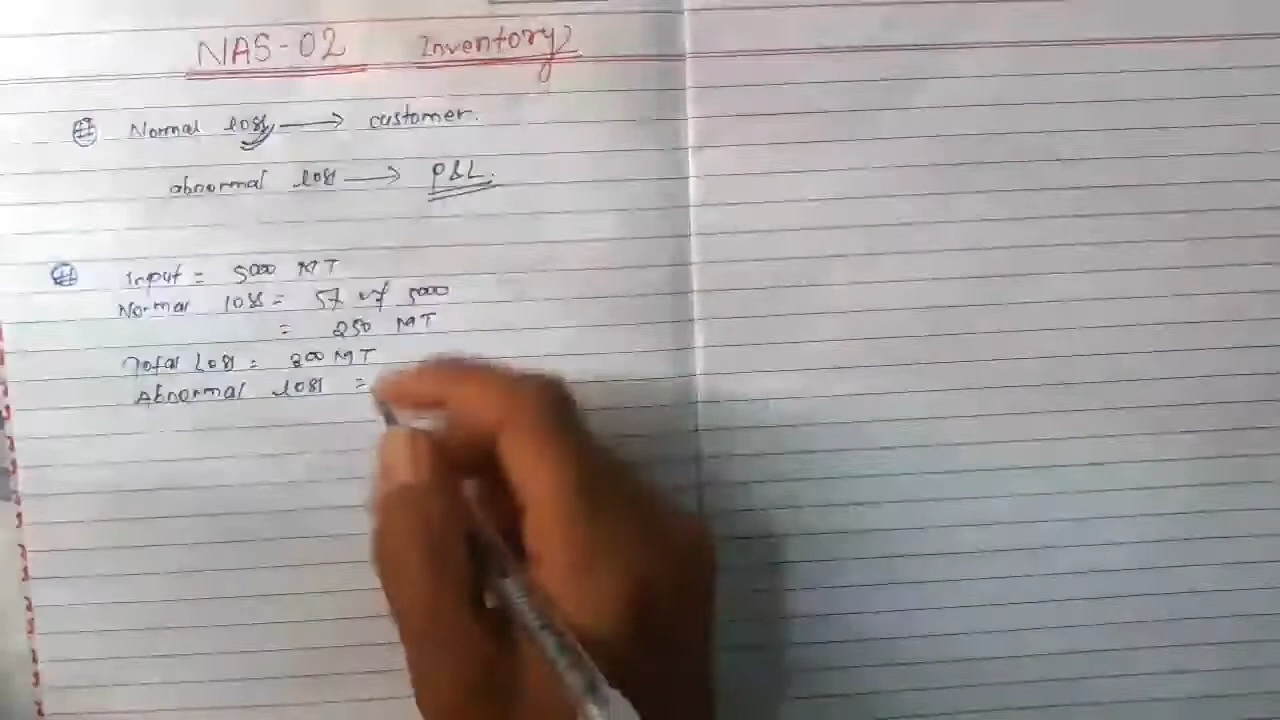 NAS-02 Inventory
Normal loss → customer.
abnormal loss → P&L.
Input = 5000 MT
Normal loss = 5% of 5000
= 250 MT
Total Loss = 300 MT
Abnormal loss =